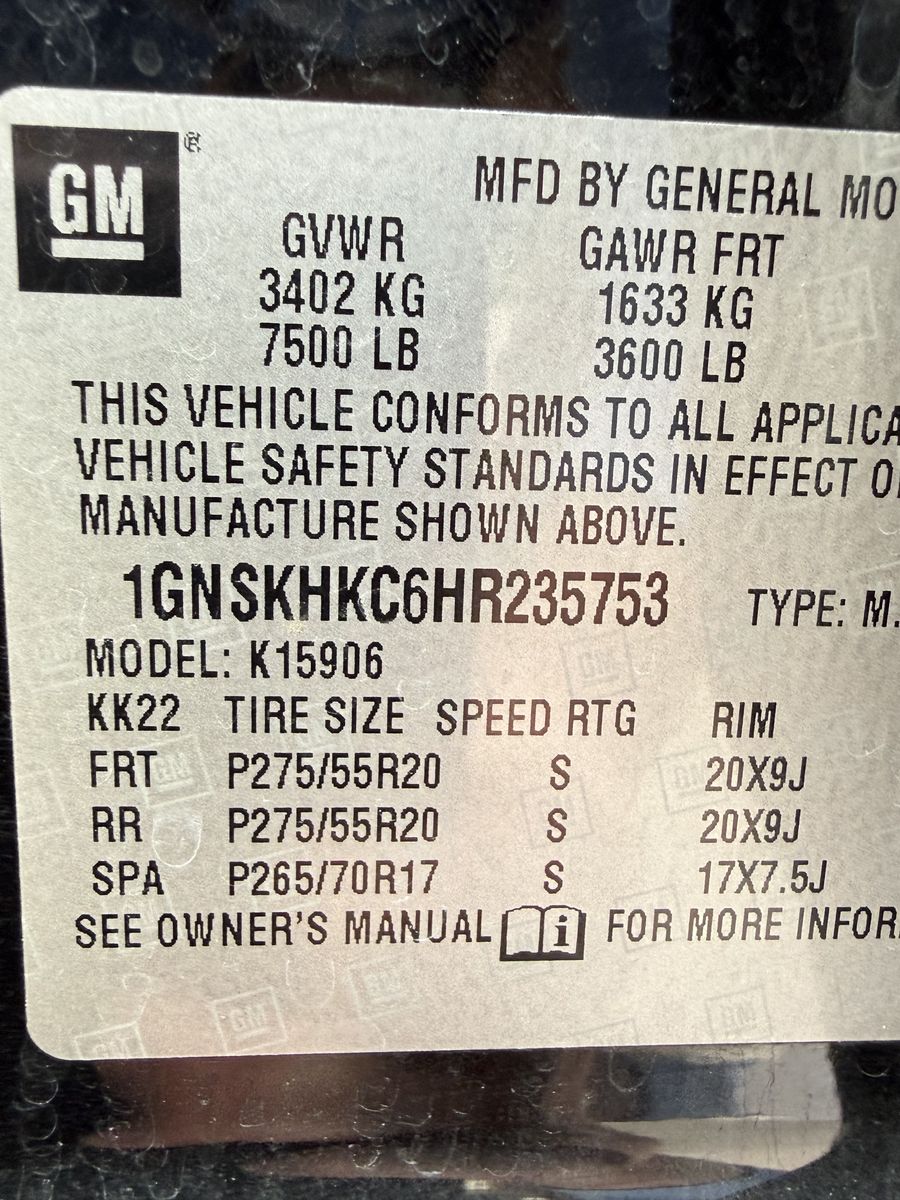 GM ®
MFD BY GENERAL MO
GVWR GAWR FRT
3402 KG 1633 KG
7500 LB 3600 LB
THIS VEHICLE CONFORMS TO ALL APPLICA
VEHICLE SAFETY STANDARDS IN EFFECT O
MANUFACTURE SHOWN ABOVE.
1GNSKHKC6HR235753 TYPE: M.
MODEL: K15906
KK22 TIRE SIZE SPEED RTG RIM
FRT P275/55R20 S 20X9J
RR P275/55R20 S 20X9J
SPA P265/70R17 S 17X7.5J
SEE OWNER'S MANUAL i FOR MORE INFOR